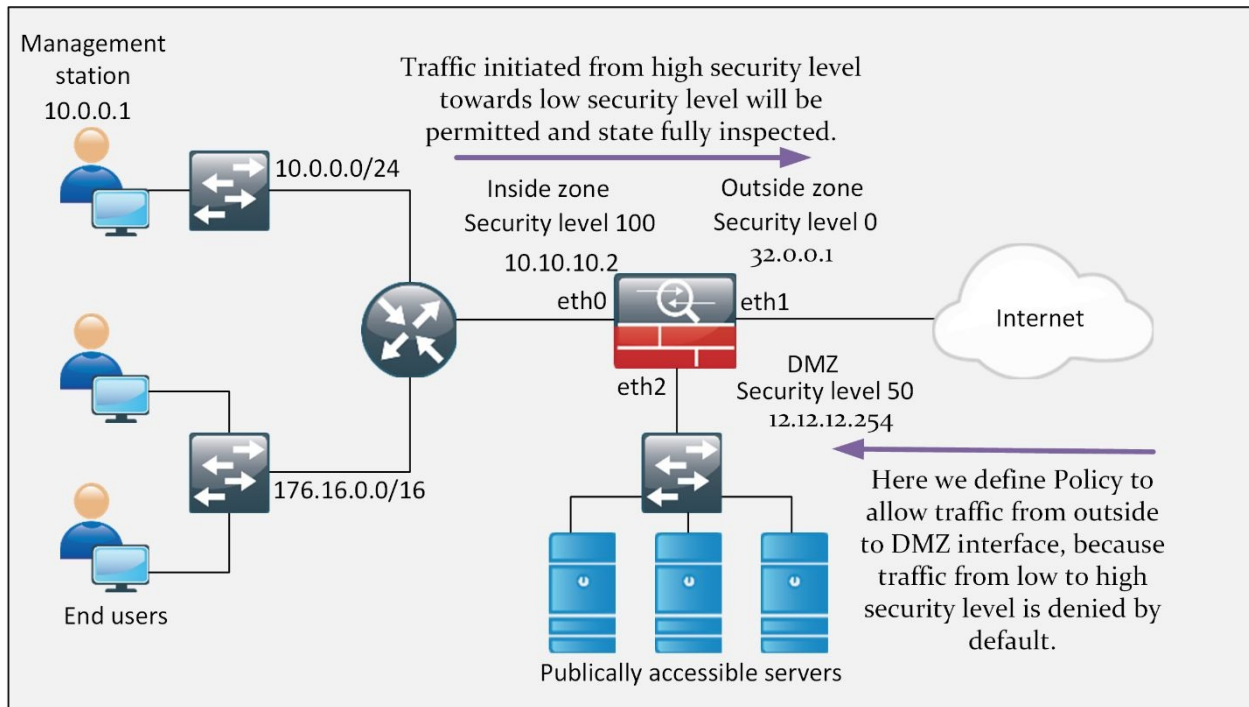 Management
station
10.0.0.1
Traffic initiated from high security level
towards low security level will be
permitted and state fully inspected.
10.0.0.0/24
Inside zone
Security level 100
10.10.10.2
Outside zone
Security level 0
32.0.0.1
eth0
eth1
Internet
eth2
DMZ
Security level 50
12.12.12.254
176.16.0.0/16
Here we define Policy to
allow traffic from outside
to DMZ interface, because
traffic from low to high
security level is denied by
default.
End users
Publically accessible servers